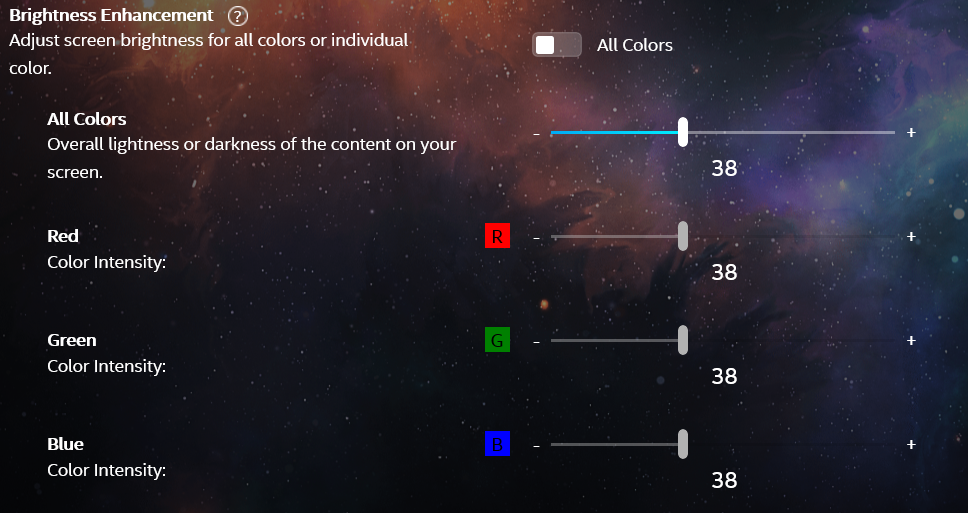 Brightness Enhancement ?
Adjust screen brightness for all colors or individual
color.
All Colors
All Colors
Overall lightness or darkness of the content on your
screen.
- +
38
Red
Color Intensity:
R
- +
38
Green
Color Intensity:
G
- +
38
Blue
Color Intensity:
B
- +
38